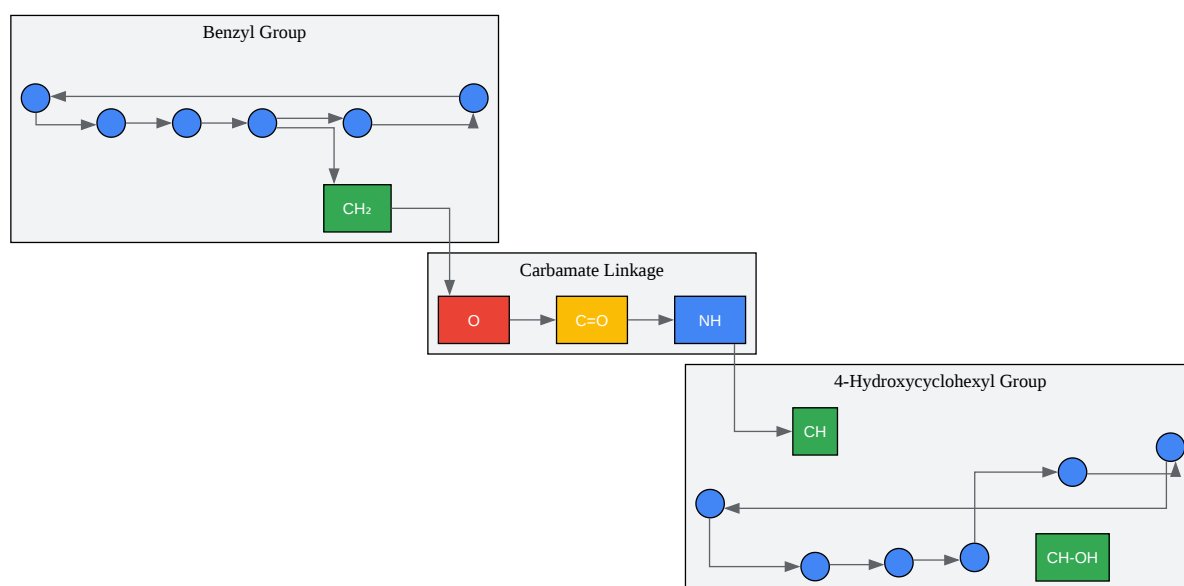 Benzyl Group
CH₂
Carbamate Linkage
O
C=O
NH
4-Hydroxycyclohexyl Group
CH
CH-OH